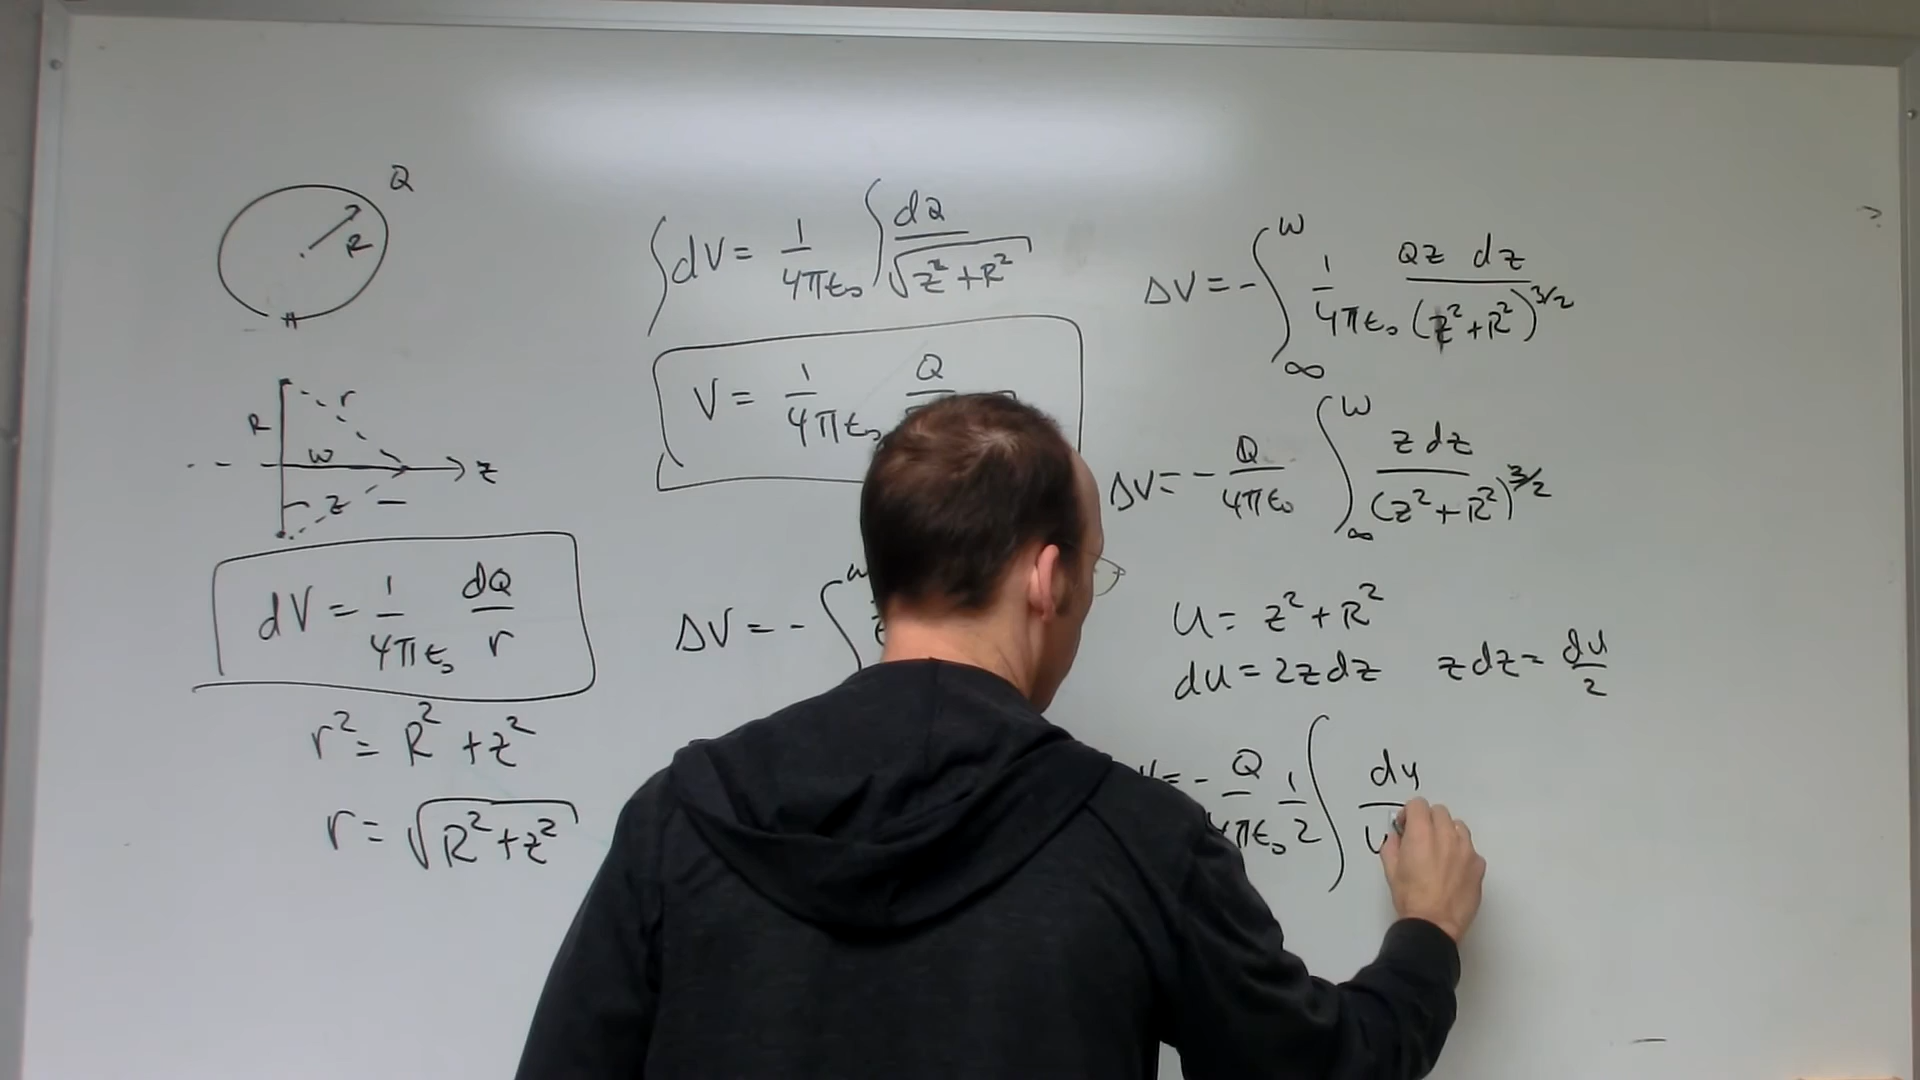 Q
R
R
r
w
z
z
dV = 1/4πε₀ dQ/r
r² = R² + z²
r = √(R² + z²)
∫dV = 1/4πε₀ ∫ dQ/√(z² + R²)
V = 1/4πε₀ Q
ΔV = - ∫
ΔV = - ∫_∞^w 1/4πε₀ Qz dz/(z² + R²)^3/2
ΔV = - Q/4πε₀ ∫_∞^w z dz/(z² + R²)^3/2
u = z² + R²
du = 2z dz z dz = du/2
= - Q/4πε₀ 1/2 ∫ du/u